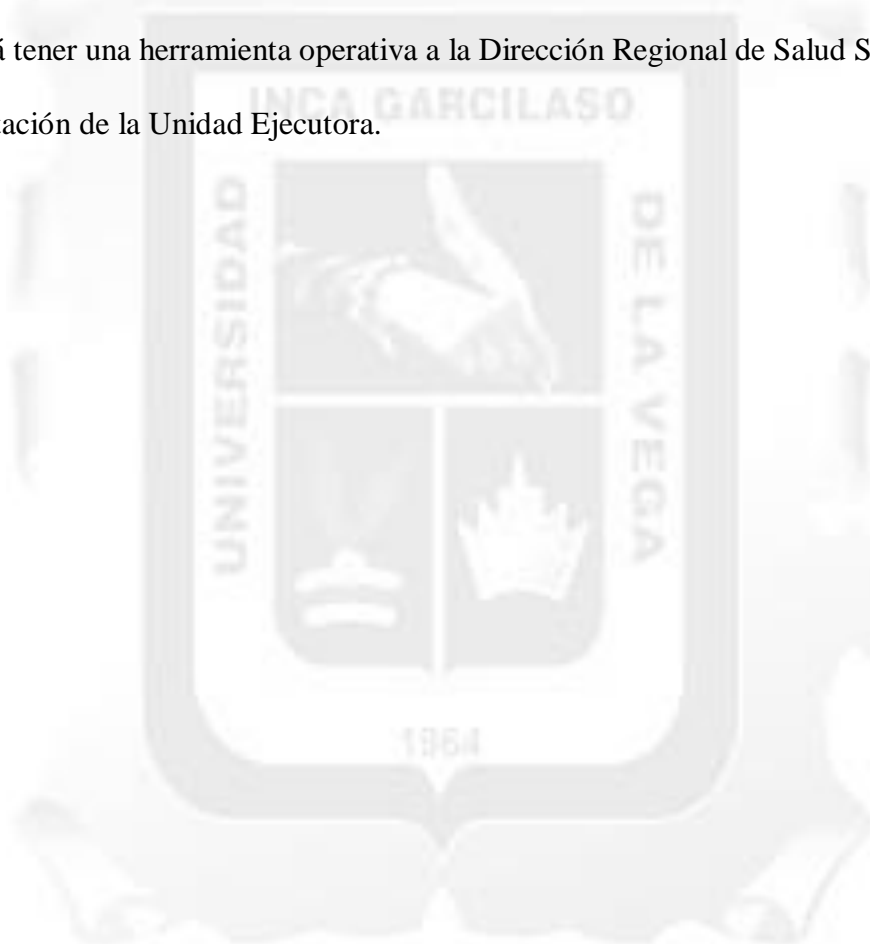 tener una herramienta operativa a la Dirección Regional de Salud S
tación de la Unidad Ejecutora.
INCA GARCILASO
UNIVERSIDAD
DE LA VEGA
1964